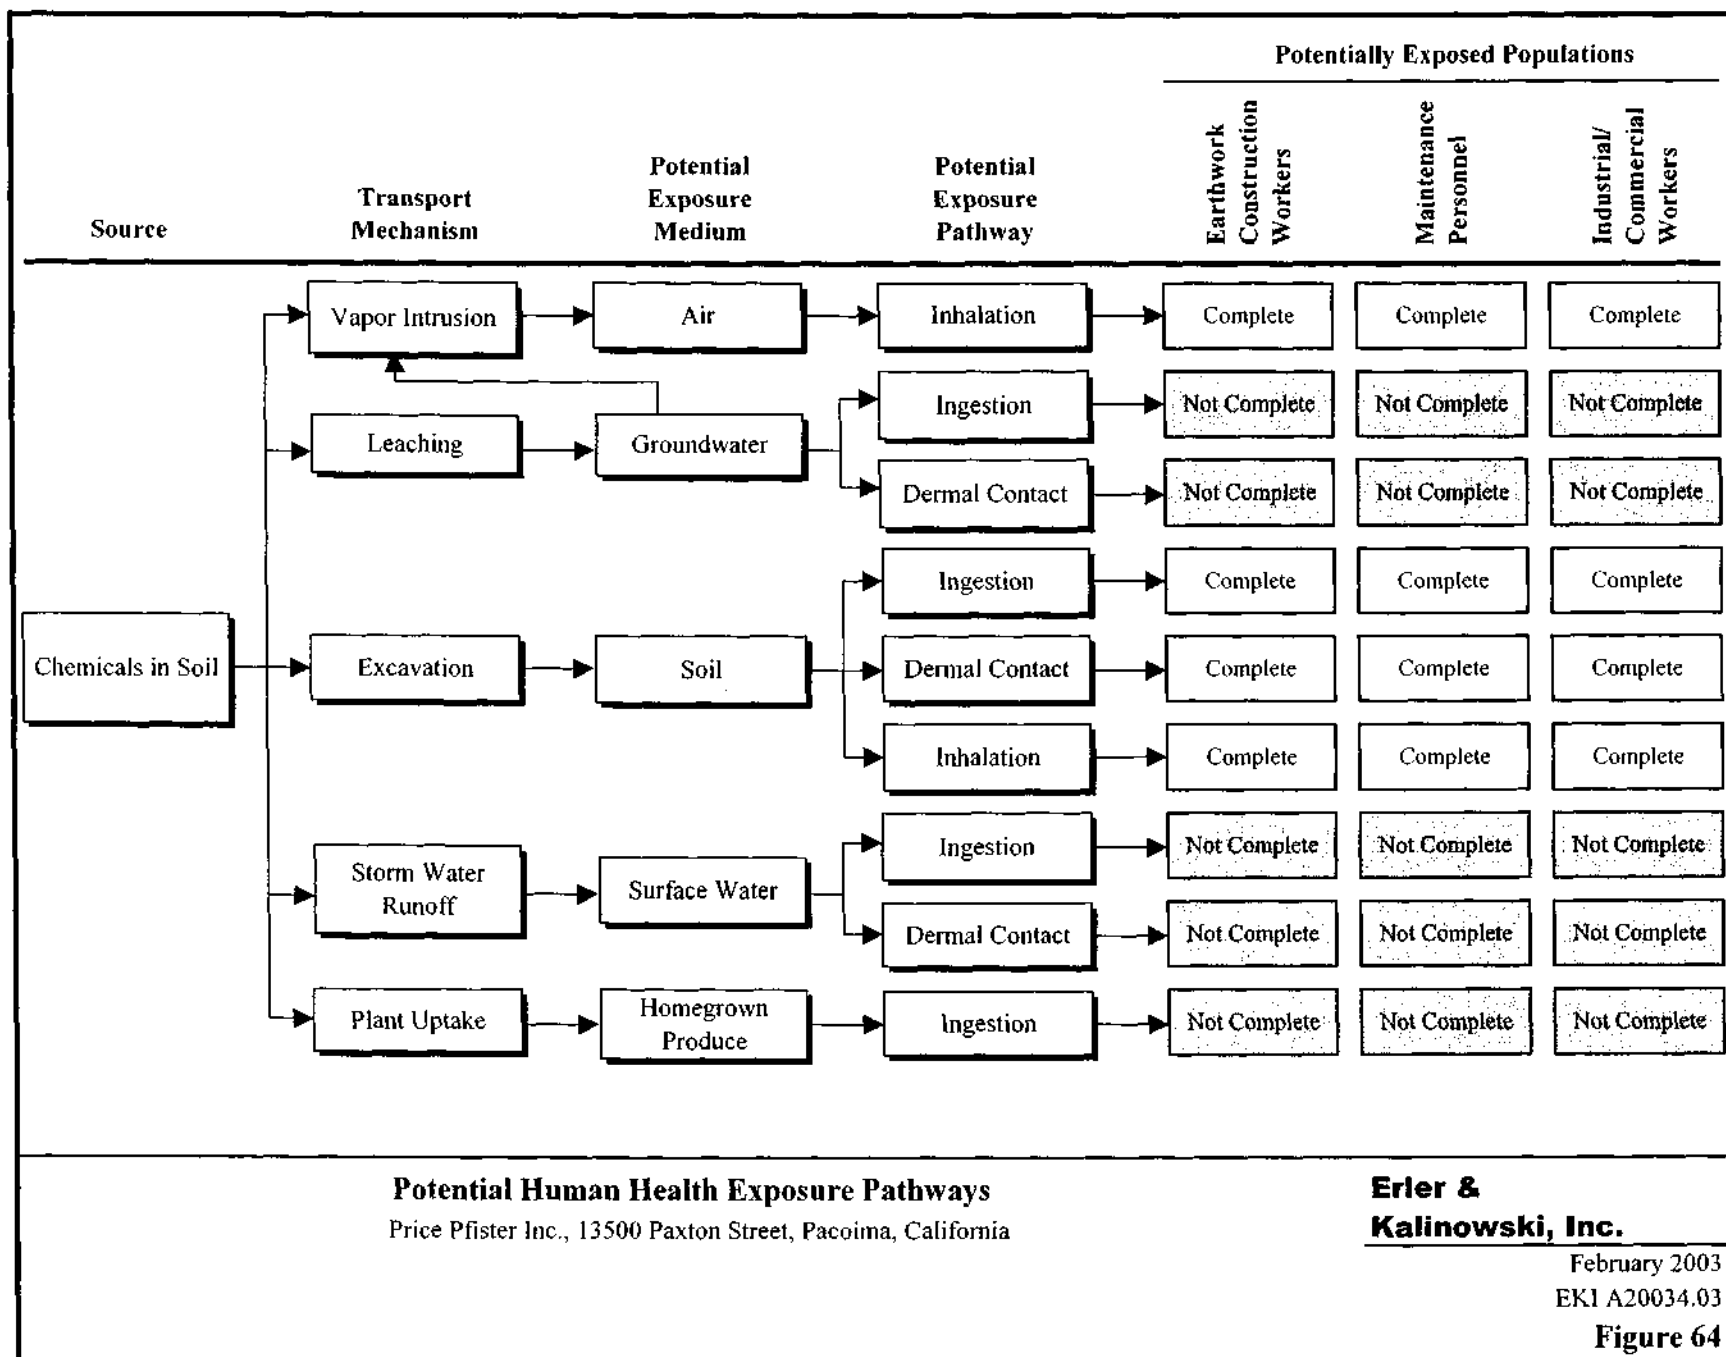 Potentially Exposed Populations
Source
Transport
Mechanism
Potential
Exposure
Medium
Potential
Exposure
Pathway
Earthwork
Construction
Workers
Maintenance
Personnel
Industrial/
Commercial
Workers
Vapor Intrusion
Air
Inhalation
Complete
Complete
Complete
Ingestion
Not Complete
Not Complete
Not Complete
Leaching
Groundwater
Dermal Contact
Not Complete
Not Complete
Not Complete
Ingestion
Complete
Complete
Complete
Chemicals in Soil
Excavation
Soil
Dermal Contact
Complete
Complete
Complete
Inhalation
Complete
Complete
Complete
Ingestion
Not Complete
Not Complete
Not Complete
Storm Water
Runoff
Surface Water
Dermal Contact
Not Complete
Not Complete
Not Complete
Plant Uptake
Homegrown
Produce
Ingestion
Not Complete
Not Complete
Not Complete
Potential Human Health Exposure Pathways
Price Pfister Inc., 13500 Paxton Street, Pacoima, California
Erler &
Kalinowski, Inc.
February 2003
EKI A20034.03
Figure 64